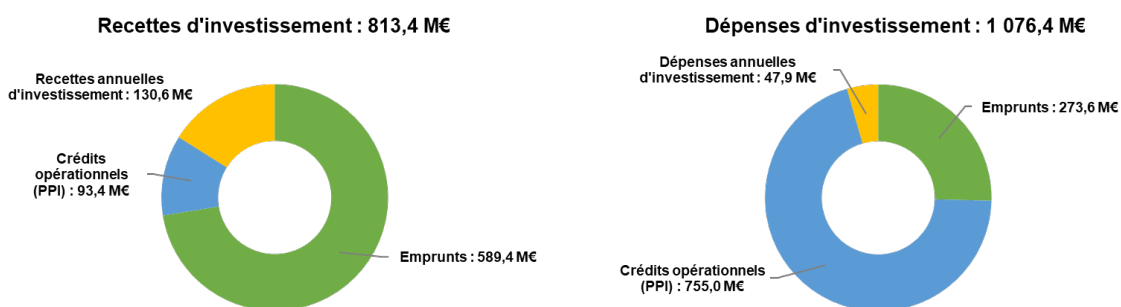 Recettes d'investissement : 813,4 M€
Recettes annuelles
d'investissement : 130,6 M€
Crédits
opérationnels
(PPI) : 93,4 M€
Emprunts : 589,4 M€
Dépenses d'investissement : 1 076,4 M€
Dépenses annuelles
d'investissement : 47,9 M€
Emprunts : 273,6 M€
Crédits opérationnels
(PPI) : 755,0 M€